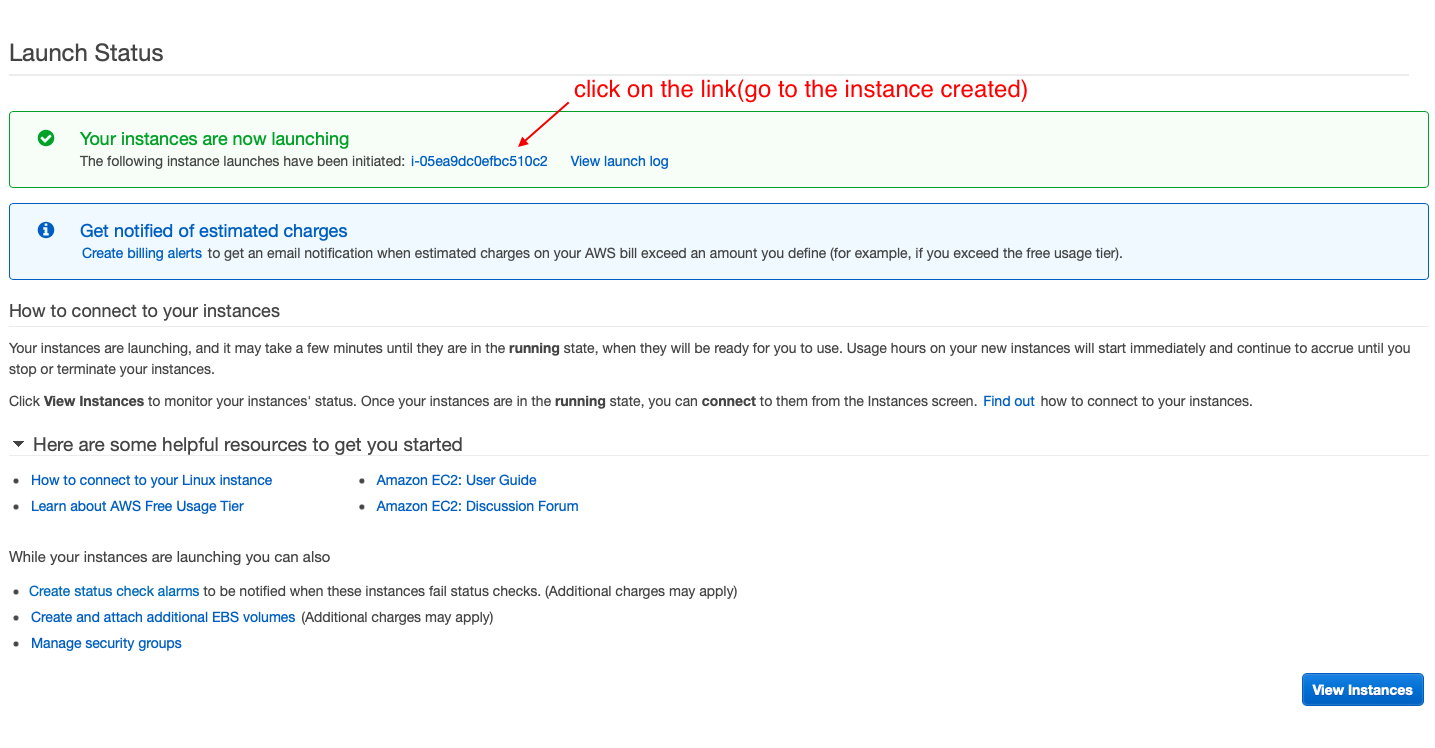 Launch Status
click on the link(go to the instance created)
Your instances are now launching
The following instance launches have been initiated: i-05ea9dc0efbc510c2 View launch log
Get notified of estimated charges
Create billing alerts to get an email notification when estimated charges on your AWS bill exceed an amount you define (for example, if you exceed the free usage tier).
How to connect to your instances
Your instances are launching, and it may take a few minutes until they are in the running state, when they will be ready for you to use. Usage hours on your new instances will start immediately and continue to accrue until you
stop or terminate your instances.
Click View Instances to monitor your instances' status. Once your instances are in the running state, you can connect to them from the Instances screen. Find out how to connect to your instances.
Here are some helpful resources to get you started
• How to connect to your Linux instance • Amazon EC2: User Guide
• Learn about AWS Free Usage Tier • Amazon EC2: Discussion Forum
While your instances are launching you can also
• Create status check alarms to be notified when these instances fail status checks. (Additional charges may apply)
• Create and attach additional EBS volumes (Additional charges may apply)
• Manage security groups
View Instances